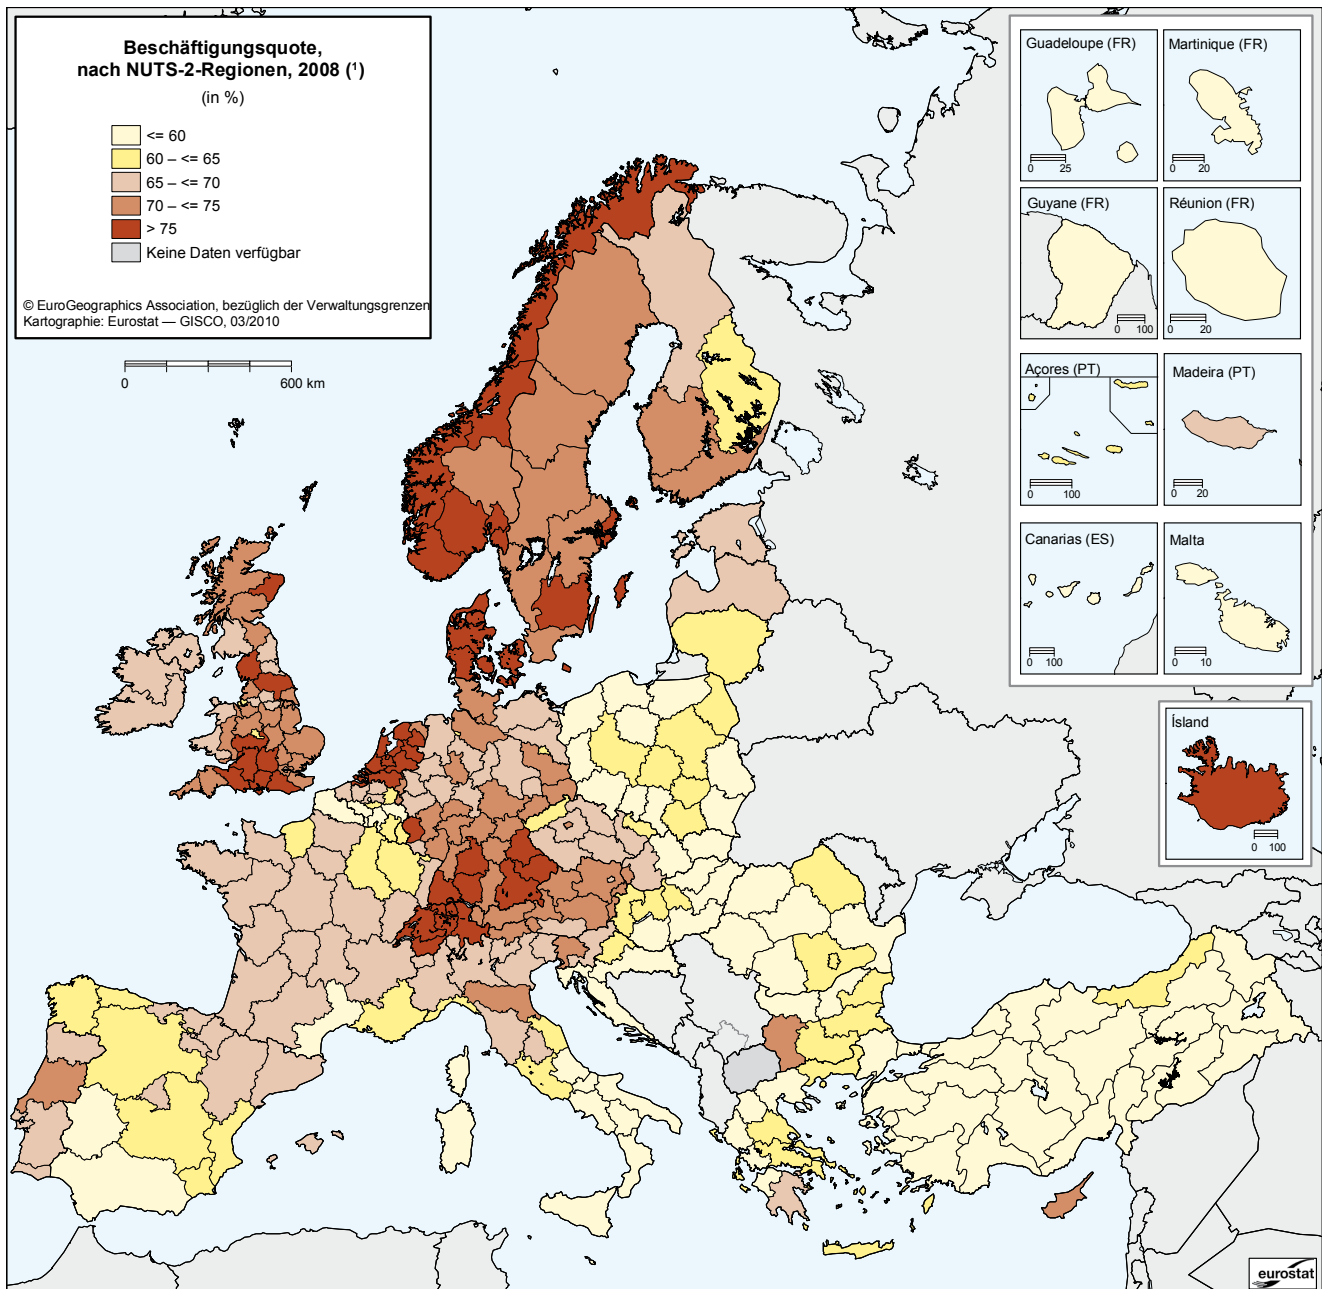 Beschäftigungsquote,
nach NUTS-2-Regionen, 2008 (¹)
(in %)
<= 60
60 – <= 65
65 – <= 70
70 – <= 75
> 75
Keine Daten verfügbar
© EuroGeographics Association, bezüglich der Verwaltungsgrenzen
Kartographie: Eurostat — GISCO, 03/2010
0 600 km
Guadeloupe (FR)
0 25
Martinique (FR)
0 20
Guyane (FR)
0 100
Réunion (FR)
0 20
Açores (PT)
0 100
Madeira (PT)
0 20
Canarias (ES)
0 100
Malta
0 10
Ísland
0 100
eurostat